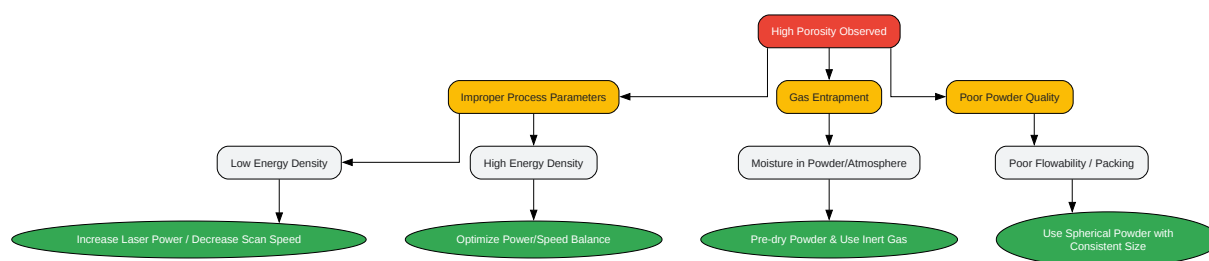 High Porosity Observed
Improper Process Parameters
Gas Entrapment
Poor Powder Quality
Low Energy Density
High Energy Density
Moisture in Powder/Atmosphere
Poor Flowability / Packing
Increase Laser Power / Decrease Scan Speed
Optimize Power/Speed Balance
Pre-dry Powder & Use Inert Gas
Use Spherical Powder with
Consistent Size